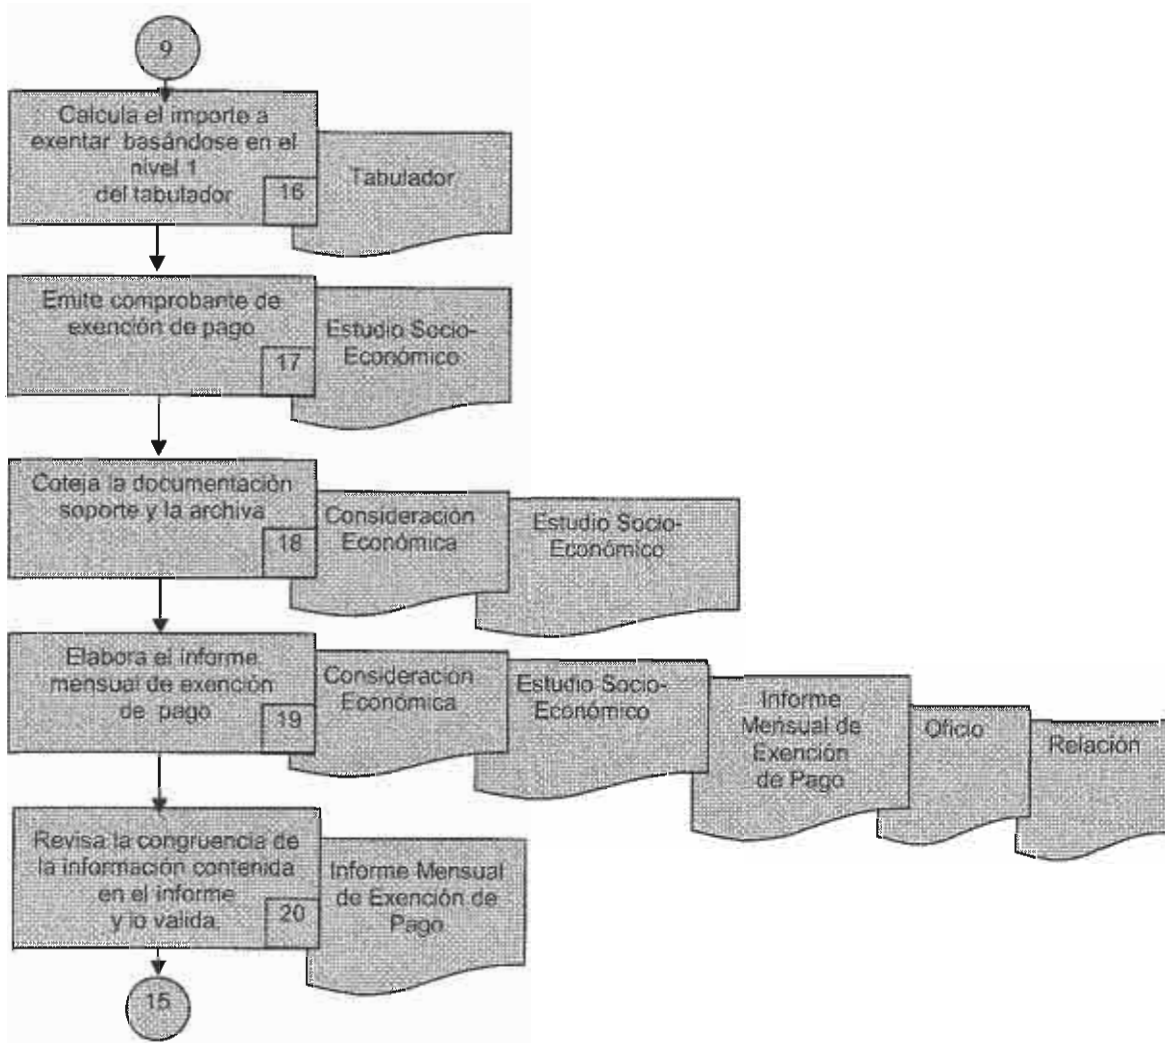 9
Calcula el importe a
exentar basándose en el
nivel 1
del tabulador
16
Tabulador
Emite comprobante de
exención de pago
17
Estudio Socio-
Económico
Coteja la documentación
soporte y la archiva
18
Consideración
Económica
Estudio Socio-
Económico
Elabora el informe
mensual de exención
de pago
19
Consideración
Económica
Estudio Socio-
Económico
Informe
Mensual de
Exención
de Pago
Oficio
Relación
Revisa la congruencia de
la información contenida
en el informe
y lo valida.
20
Informe Mensual
de Exención de
Pago
15